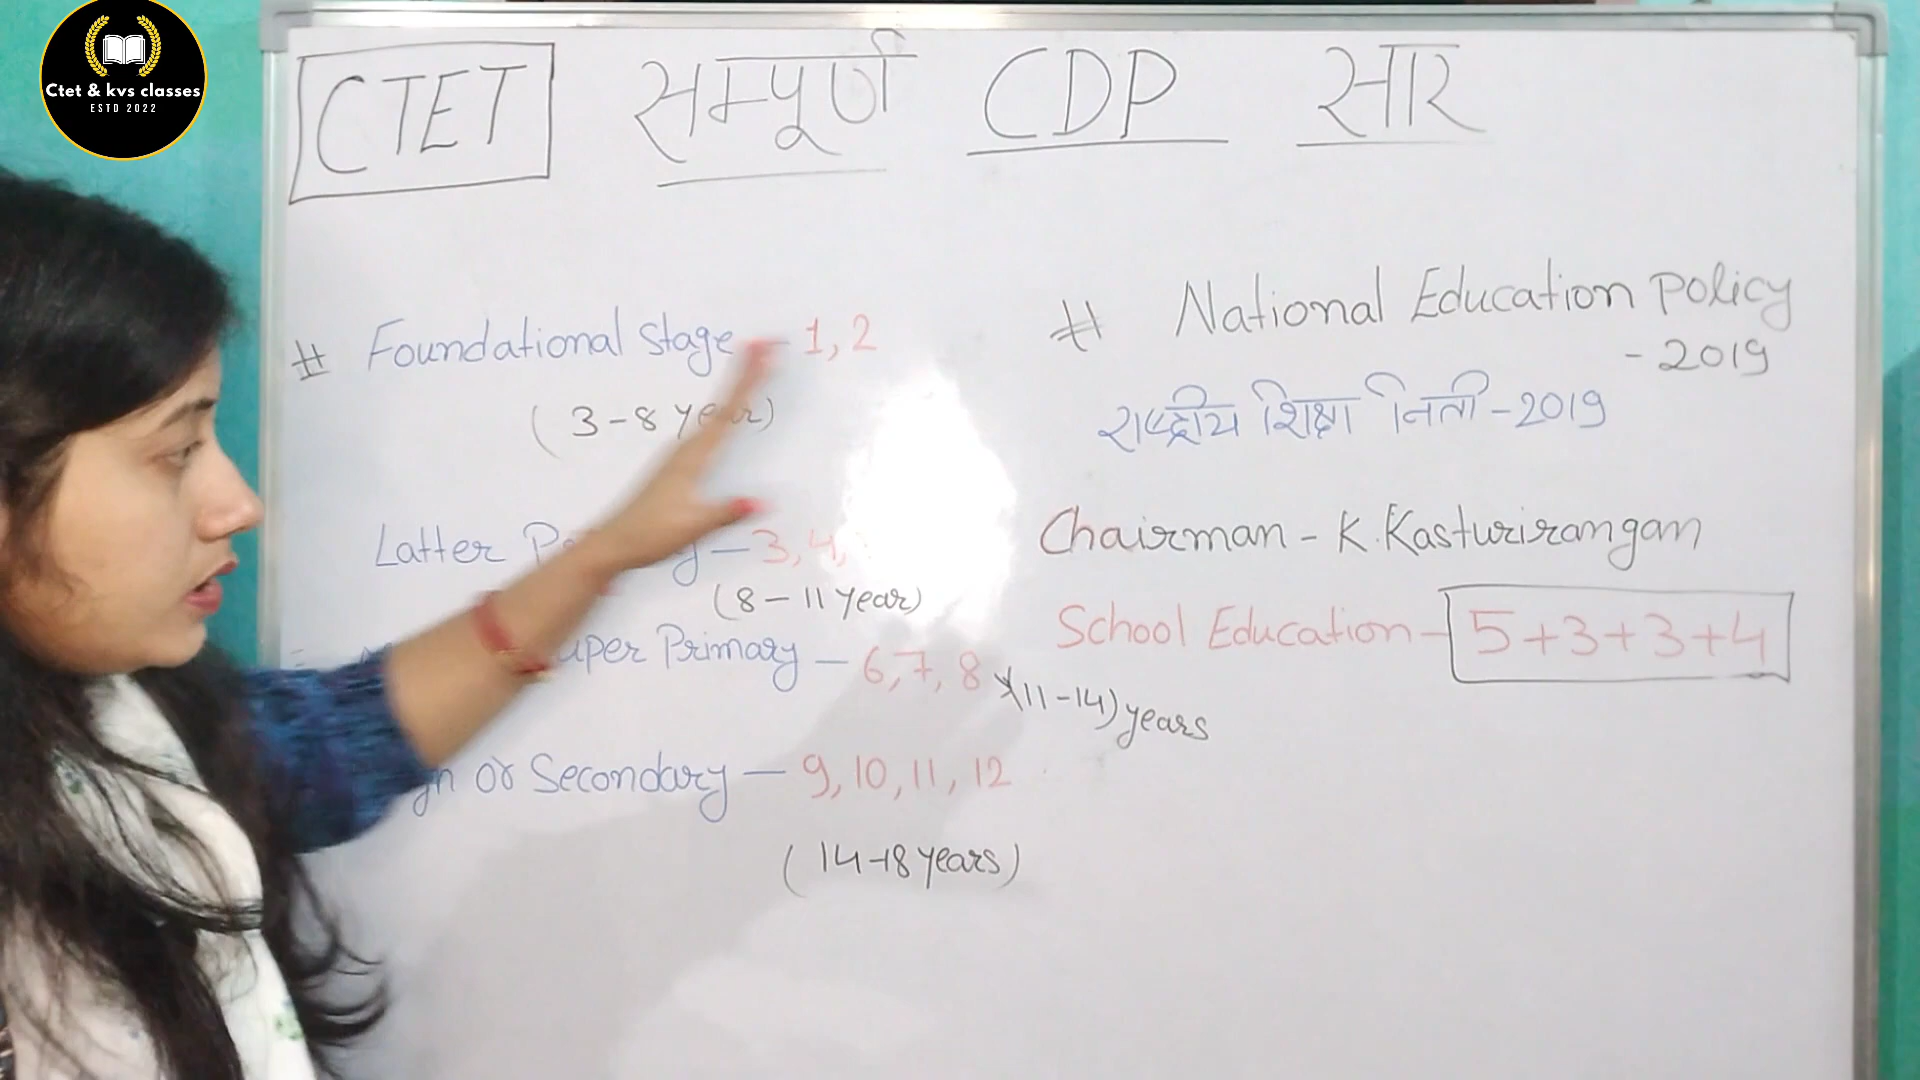 Ctet & kvs classes
ESTD 2022
CTET सम्पूर्ण CDP सार
# Foundational stage - 1, 2
(3-8 year)
Latter - 3, 4,
(8 - 11 year)
Primary - 6, 7, 8
(11-14) years
or Secondary - 9, 10, 11, 12
(14-18 years)
# National Education Policy
- 2019
राष्ट्रीय शिक्षा निती - 2019
Chairman - K. Kasturirangan
School Education - 5+3+3+4